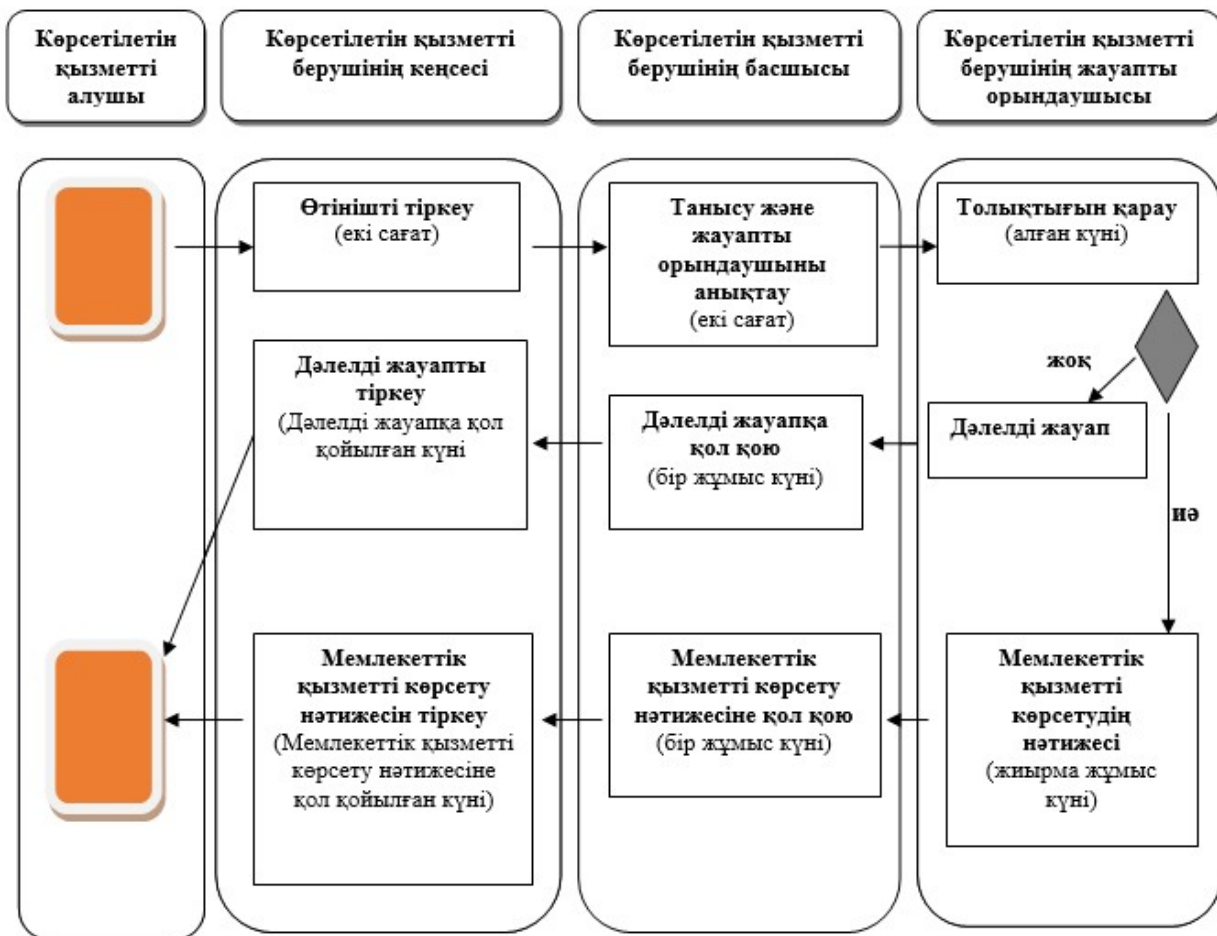 Көрсетілетін
қызметті
алушы
Көрсетілетін қызметті
берушінің кеңсесі
Көрсетілетін қызметті
берушінің басшысы
Көрсетілетін қызметті
берушінің жауапты
орындаушысы
Өтінішті тіркеу
(екі сағат)
Танысу және
жауапты
орындаушыны
анықтау
(екі сағат)
Толықтығын қарау
(алған күні)
жоқ
Дәлелді жауапты
тіркеу
(Дәлелді жауапқа қол
қойылған күні
Дәлелді жауапқа
қол қою
(бір жұмыс күні)
Дәлелді жауап
иә
Мемлекеттік
қызметті көрсету
нәтижесін тіркеу
(Мемлекеттік қызметті
көрсету нәтижесіне
қол қойылған күні)
Мемлекеттік
қызметті көрсету
нәтижесіне қол қою
(бір жұмыс күні)
Мемлекеттік
қызметті
көрсетудің
нәтижесі
(жиырма жұмыс
күні)